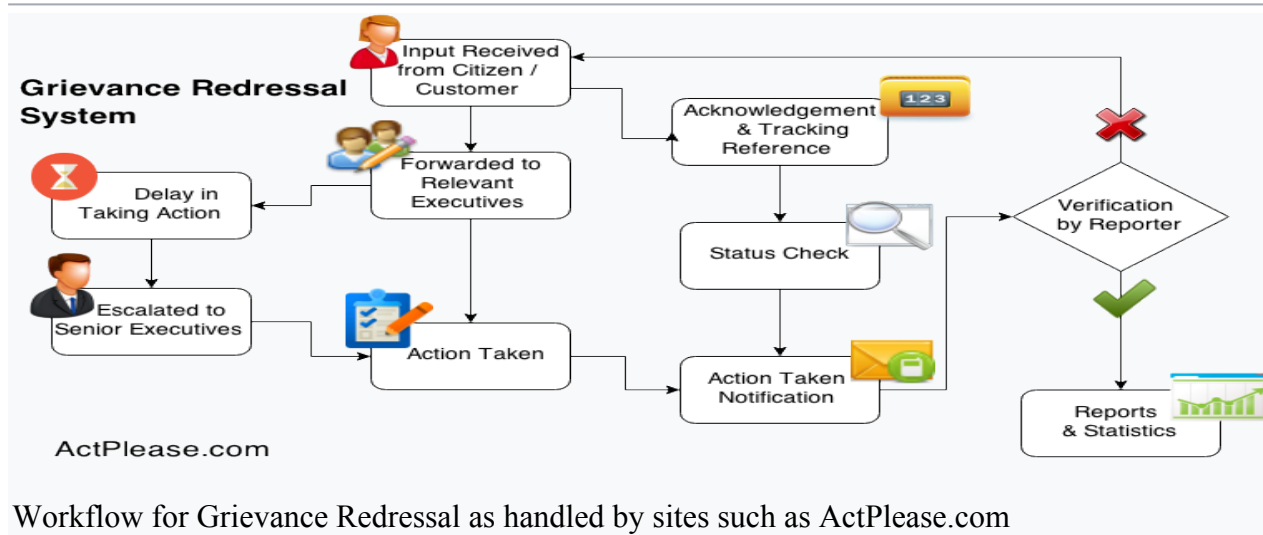 Grievance Redressal
System
Input Received
from Citizen /
Customer
Acknowledgement
& Tracking
Reference
123
Forwarded to
Relevant
Executives
Delay in
Taking Action
Verification
by Reporter
Status Check
Escalated to
Senior Executives
Action Taken
Action Taken
Notification
Reports
& Statistics
ActPlease.com
Workflow for Grievance Redressal as handled by sites such as ActPlease.com